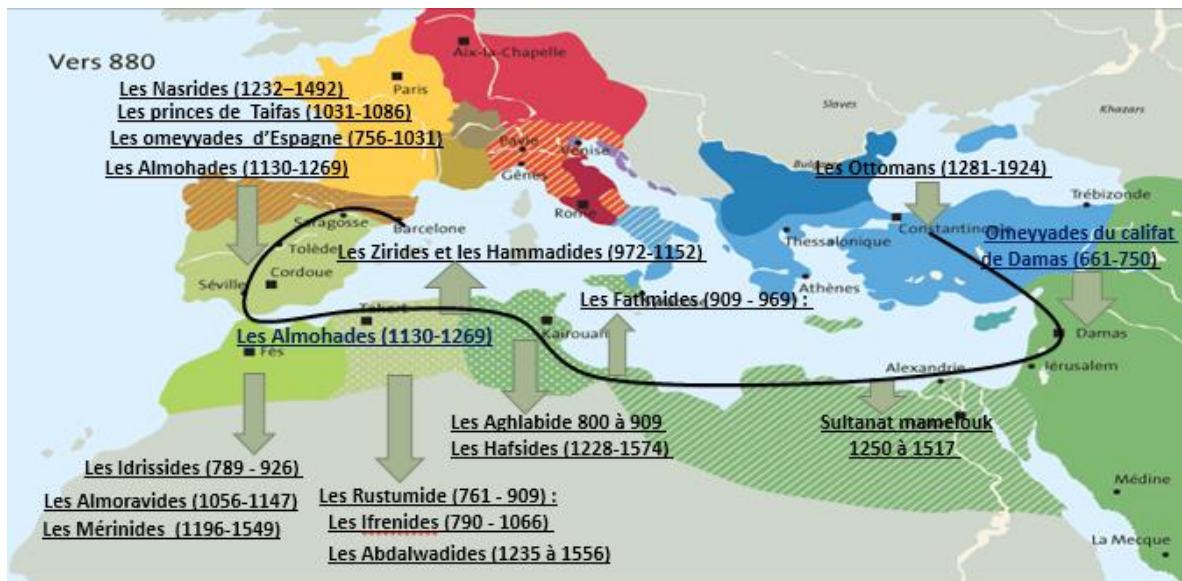 Vers 880
Aix-la-Chapelle
Paris
Slaves
Khazars
Les Nasrides (1232–1492)
Les princes de Taifas (1031-1086)
Les omeyyades d'Espagne (756-1031)
Les Almohades (1130-1269)
Pavie
Venise
Gênes
Rome
Les Ottomans (1281-1924)
Trébizonde
Constantinople
Thessalonique
Athènes
Omeyyades du califat
de Damas (661-750)
Saragosse
Barcelone
Tolède
Cordoue
Séville
Les Zirides et les Hammadides (972-1152)
Les Fatimides (909 - 969) :
Tahert
Les Almohades (1130-1269)
Kairouan
Fès
Damas
Jérusalem
Alexandrie
Les Aghlabide 800 à 909
Les Hafsides (1228-1574)
Sultanat mamelouk
1250 à 1517
Les Idrissides (789 - 926)
Les Almoravides (1056-1147)
Les Mérinides (1196-1549)
Les Rustumide (761 - 909) :
Les Ifrenides (790 - 1066)
Les Abdalwadides (1235 à 1556)
Médine
La Mecque